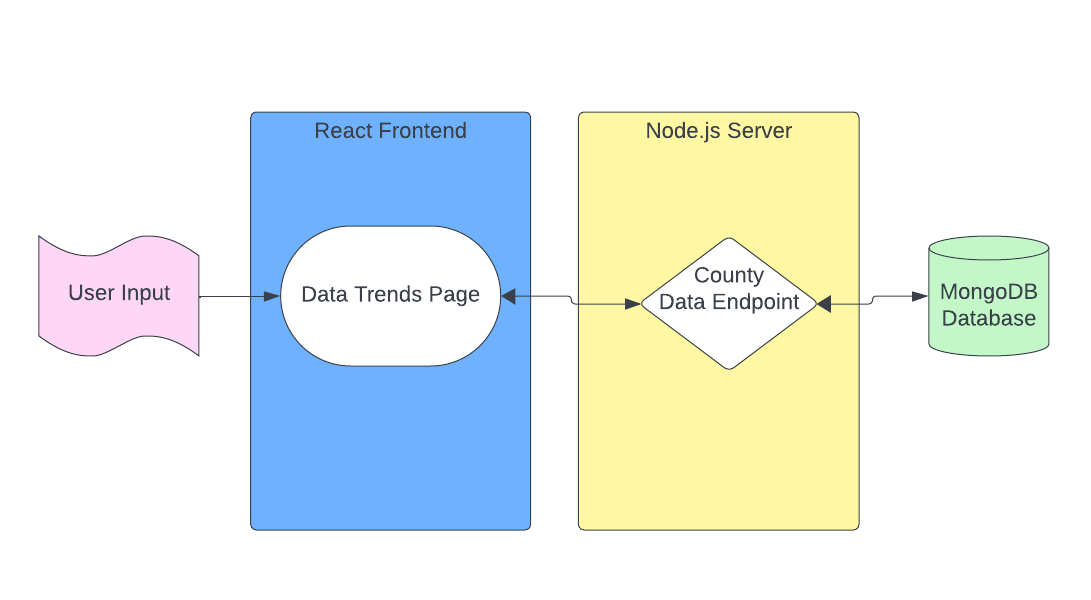 React Frontend
Node.js Server
User Input
Data Trends Page
County
Data Endpoint
MongoDB
Database